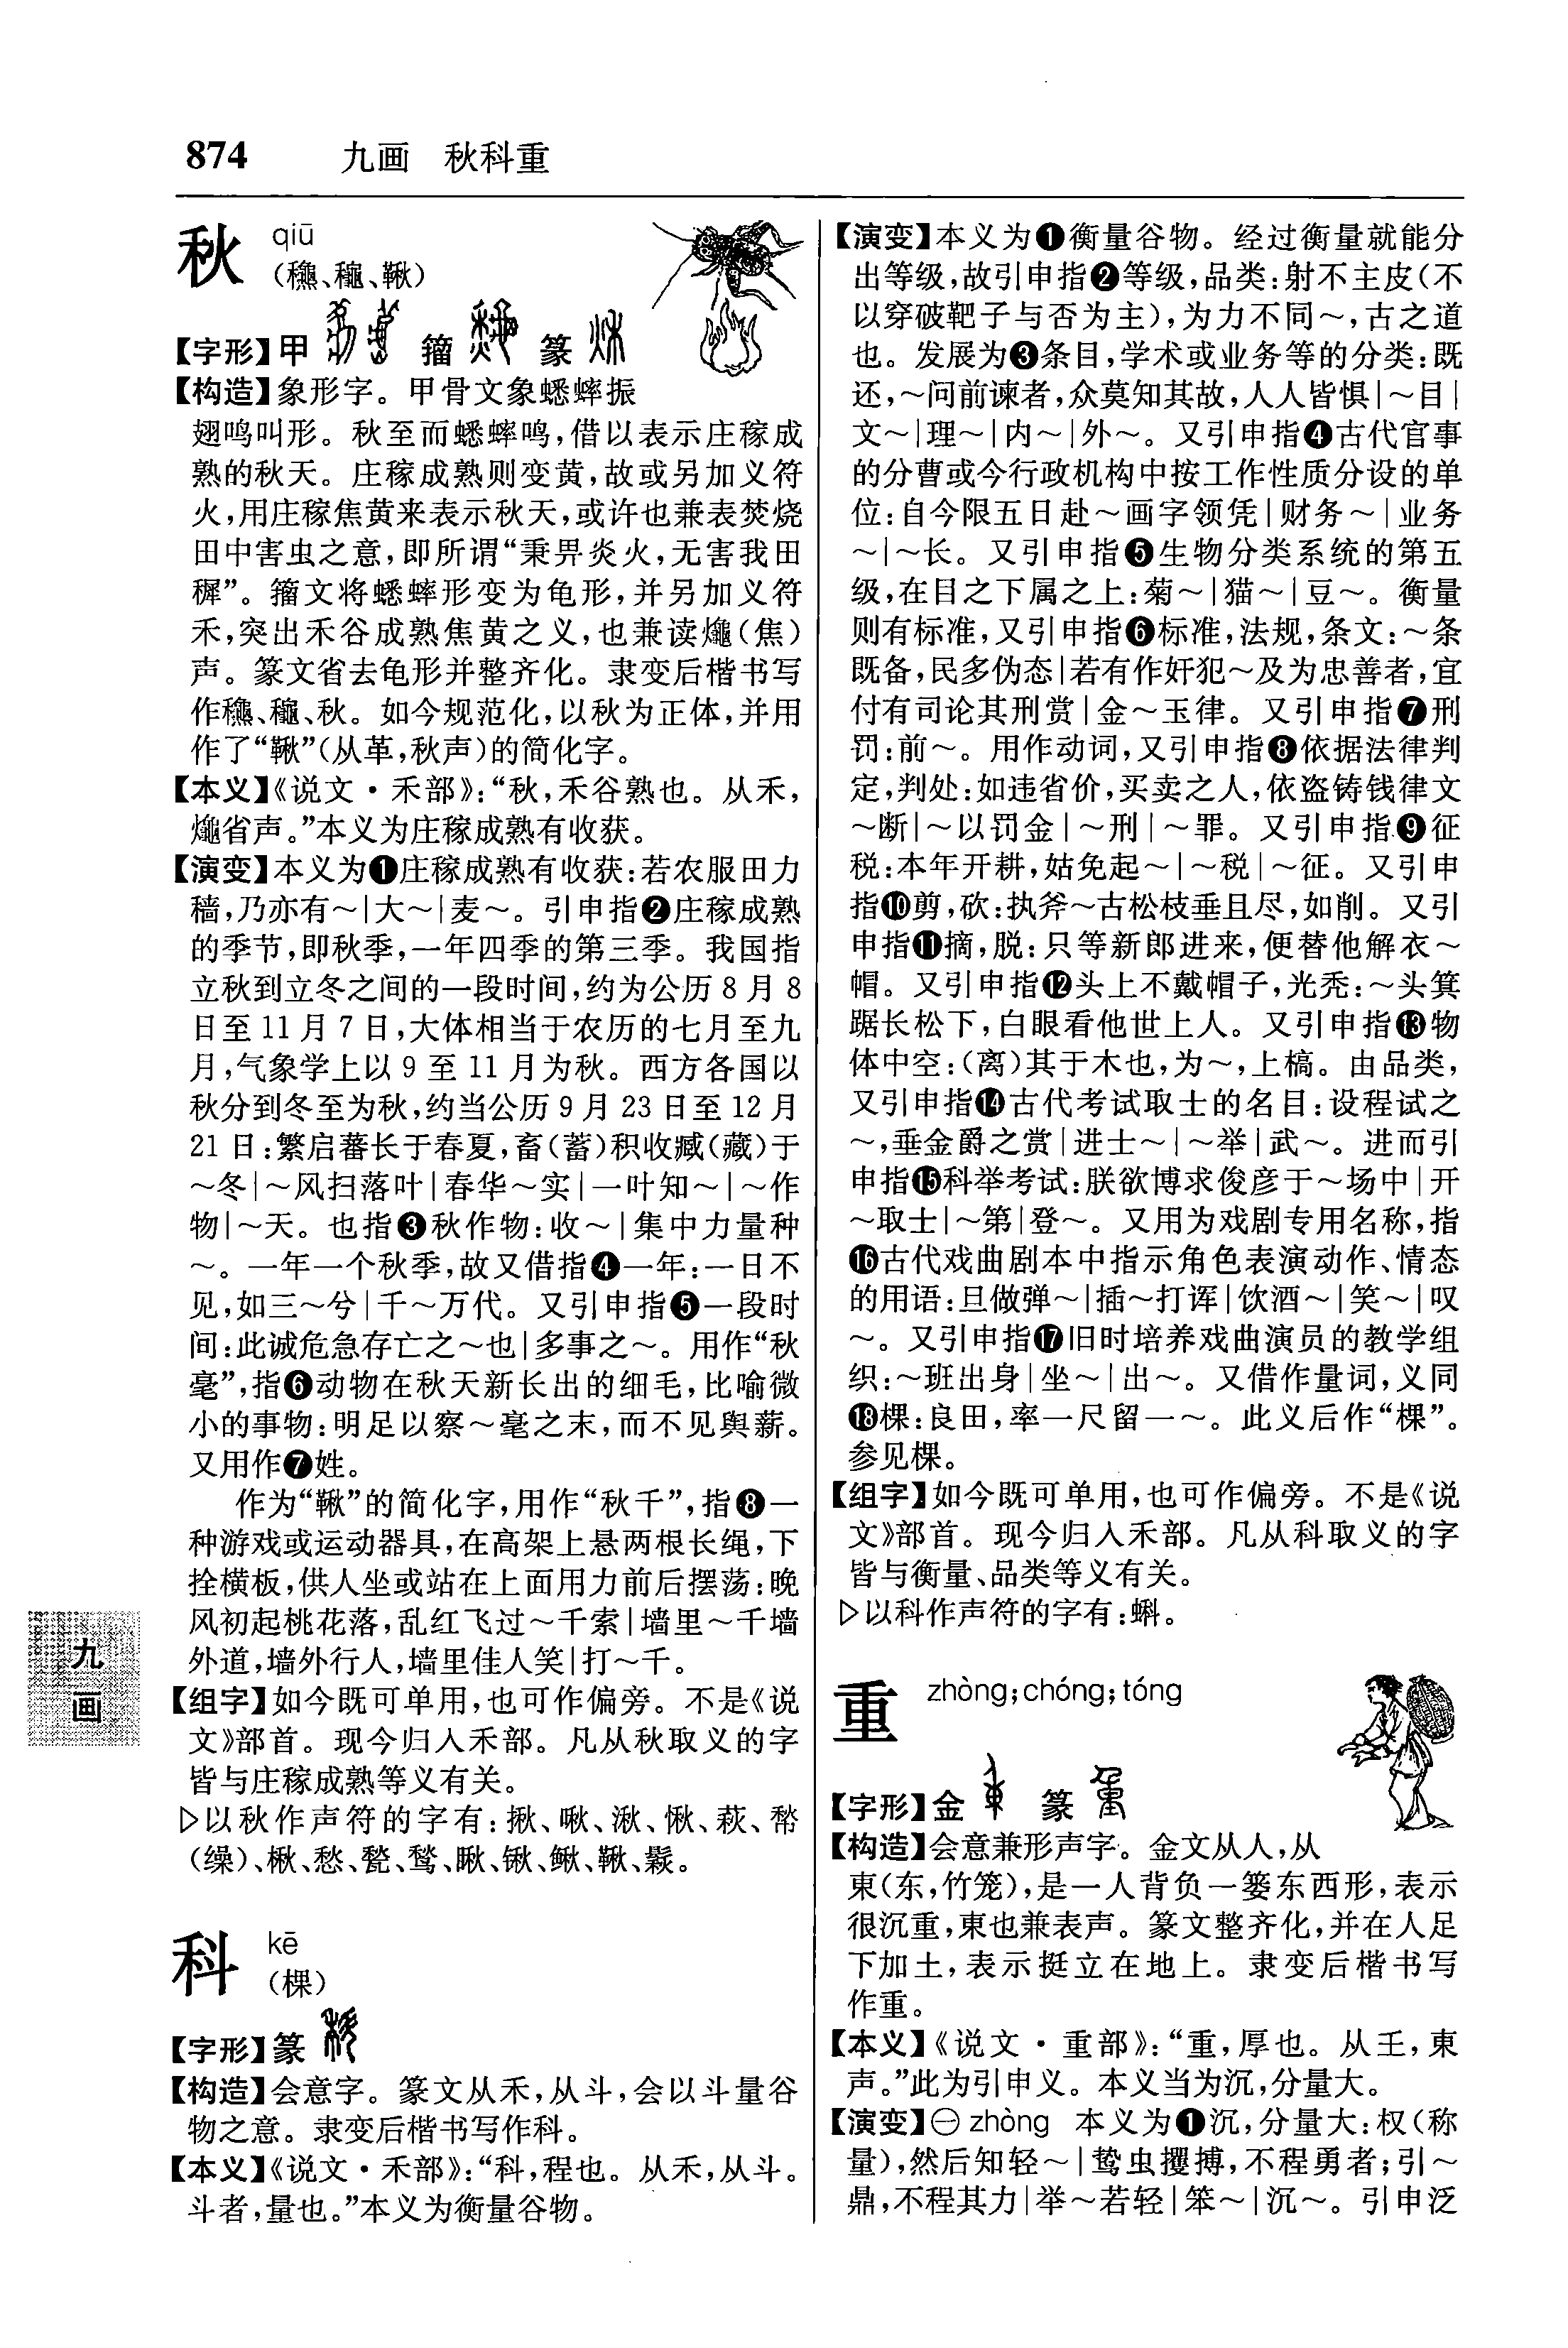 874 九画 秋科重
秋 qiū
（䆋、龝、鞦）
【字形】甲 籀 篆
【构造】象形字。甲骨文象蟋蟀振
翅鸣叫形。秋至而蟋蟀鸣，借以表示庄稼成
熟的秋天。庄稼成熟则变黄，故或另加义符
火，用庄稼焦黄来表示秋天，或许也兼表焚烧
田中害虫之意，即所谓“秉畀炎火，无害我田
穉”。籀文将蟋蟀形变为龟形，并另加义符
禾，突出禾谷成熟焦黄之义，也兼读（焦）
声。篆文省去龟形并整齐化。隶变后楷书写
作、龝、秋。如今规范化，以秋为正体，并用
作了“鞦”（从革，秋声）的简化字。
【本义】《说文·禾部》：“秋，禾谷熟也。从禾，
省声。”本义为庄稼成熟有收获。
【演变】本义为❶庄稼成熟有收获：若农服田力
穑，乃亦有～|大～|麦～。引申指❷庄稼成熟
的季节，即秋季，一年四季的第三季。我国指
立秋到立冬之间的一段时间，约为公历8月8
日至11月7日，大体相当于农历的七月至九
月，气象学上以9至11月为秋。西方各国以
秋分到冬至为秋，约当公历9月23日至12月
21日：繁启蕃长于春夏，畜（蓄）积收臧（藏）于
～冬|～风扫落叶|春华～实|一叶知～|～作
物|～天。也指❸秋作物：收～|集中力量种
～。一年一个秋季，故又借指❹一年：一日不
见，如三～兮|千～万代。又引申指❺一段时
间：此诚危急存亡之～也|多事之～。用作“秋
毫”，指❻动物在秋天新长出的细毛，比喻微
小的事物：明足以察～毫之末，而不见舆薪。
又用作❼姓。
作为“鞦”的简化字，用作“秋千”，指❽一
种游戏或运动器具，在高架上悬两根长绳，下
拴横板，供人坐或站在上面用力前后摆荡：晚
风初起桃花落，乱红飞过～千索|墙里～千墙
外道，墙外行人，墙里佳人笑|打～千。
【组字】如今既可单用，也可作偏旁。不是《说
文》部首。现今归入禾部。凡从秋取义的字
皆与庄稼成熟等义有关。
▷以秋作声符的字有：揪、啾、湫、愀、萩、幦
（缲）、楸、愁、甃、鹙、瞅、锹、鳅、鞦、鬏。
科 kē
（棵）
【字形】篆
【构造】会意字。篆文从禾，从斗，会以斗量谷
物之意。隶变后楷书写作科。
【本义】《说文·禾部》：“科，程也。从禾，从斗。
斗者，量也。”本义为衡量谷物。
【演变】本义为❶衡量谷物。经过衡量就能分
出等级，故引申指❷等级，品类：射不主皮（不
以穿破靶子与否为主），为力不同～，古之道
也。发展为❸条目，学术或业务等的分类：既
还，～问前谏者，众莫知其故，人人皆惧|～目|
文～|理～|内～|外～。又引申指❹古代官事
的分曹或今行政机构中按工作性质分设的单
位：自今限五日赴～画字领凭|财务～|业务
～|～长。又引申指❺生物分类系统的第五
级，在目之下属之上：菊～|猫～|豆～。衡量
则有标准，又引申指❻标准，法规，条文：～条
既备，民多伪态|若有作奸犯～及为忠善者，宜
付有司论其刑赏|金～玉律。又引申指❼刑
罚：前～。用作动词，又引申指❽依据法律判
定，判处：如违省价，买卖之人，依盗铸钱律文
～断|～以罚金|～刑|～罪。又引申指❾征
税：本年开耕，姑免起～|～税|～征。又引申
指❿剪，砍：执斧～古松枝垂且尽，如削。又引
申指⓫摘，脱：只等新郎进来，便替他解衣～
帽。又引申指⓬头上不戴帽子，光秃：～头箕
踞长松下，白眼看他世上人。又引申指⓭物
体中空：（离）其于木也，为～，上槁。由品类，
又引申指⓮古代考试取士的名目：设程试之
～，垂金爵之赏|进士～|～举|武～。进而引
申指⓯科举考试：朕欲博求俊彦于～场中|开
～取士|～第|登～。又用为戏剧专用名称，指
⓰古代戏曲剧本中指示角色表演动作、情态
的用语：旦做弹～|插～打诨|饮酒～|笑～|叹
～。又引申指⓱旧时培养戏曲演员的教学组
织：～班出身|坐～|出～。又借作量词，义同
⓲棵：良田，率一尺留一～。此义后作“棵”。
参见棵。
【组字】如今既可单用，也可作偏旁。不是《说
文》部首。现今归入禾部。凡从科取义的字
皆与衡量、品类等义有关。
▷以科作声符的字有：蝌。
重 zhòng；chóng；tóng
【字形】金 篆
【构造】会意兼形声字。金文从人，从
東（东，竹笼），是一人背负一篓东西形，表示
很沉重，東也兼表声。篆文整齐化，并在人足
下加土，表示挺立在地上。隶变后楷书写
作重。
【本义】《说文·重部》：“重，厚也。从壬，東
声。”此为引申义。本义当为沉，分量大。
【演变】㊀ zhòng 本义为❶沉，分量大：权（称
量），然后知轻～|鸷虫攫搏，不程勇者；引～
鼎，不程其力|举～若轻|笨～|沉～。引申泛
九
画